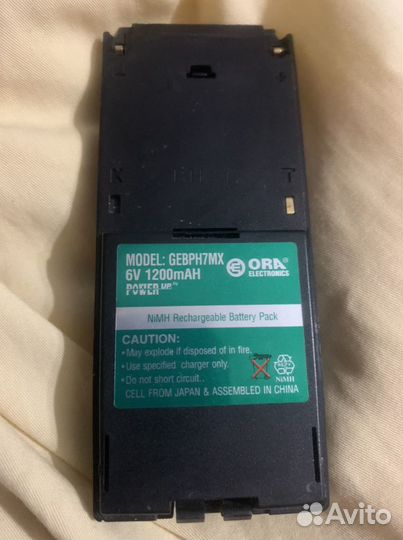 MODEL: GEBPH7MX
6V 1200mAH
POWER UP™
ORA
ELECTRONICS
NiMH Rechargeable Battery Pack
CAUTION:
• May explode if disposed of in fire.
• Use specified charger only.
• Do not short circuit..
NiMH
CELL FROM JAPAN & ASSEMBLED IN CHINA
Avito